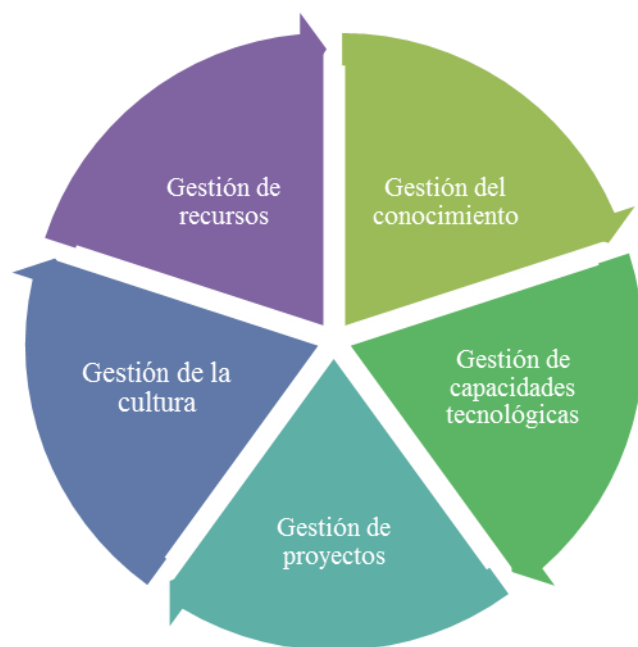 Gestión de
recursos
Gestión del
conocimiento
Gestión de
capacidades
tecnológicas
Gestión de
proyectos
Gestión de la
cultura